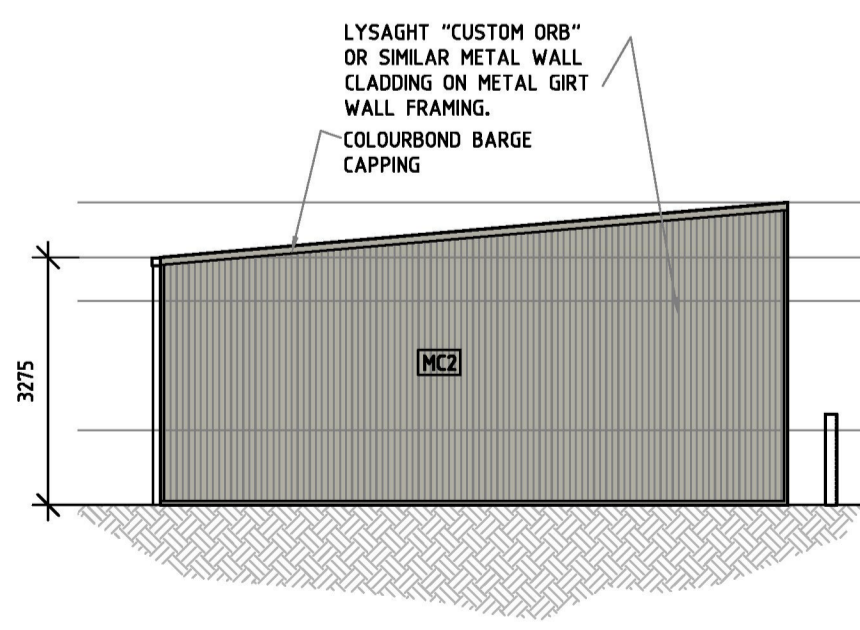 LYSAGHT "CUSTOM ORB"
OR SIMILAR METAL WALL
CLADDING ON METAL GIRT
WALL FRAMING.
COLOURBOND BARGE
CAPPING
3275
MC2